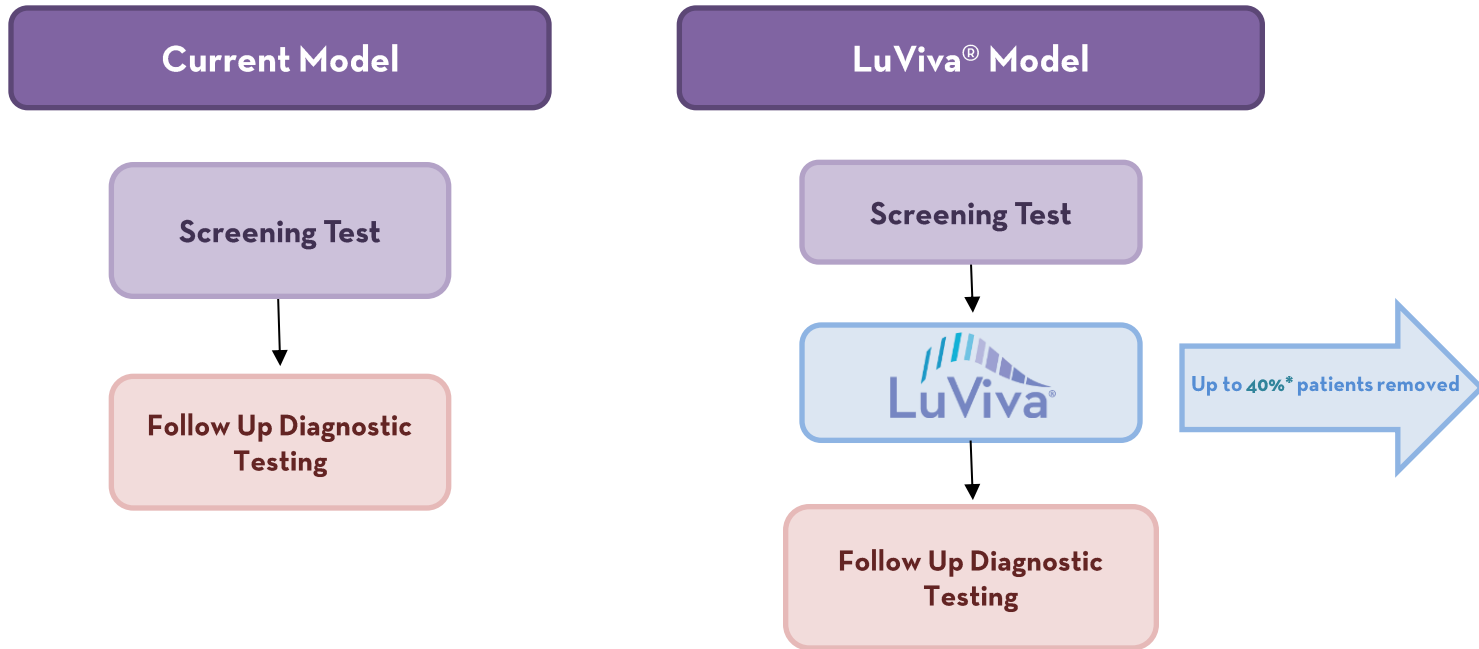 Current Model
LuViva® Model
Screening Test
Follow Up Diagnostic
Testing
Screening Test
LuViva®
Up to 40%* patients removed
Follow Up Diagnostic
Testing